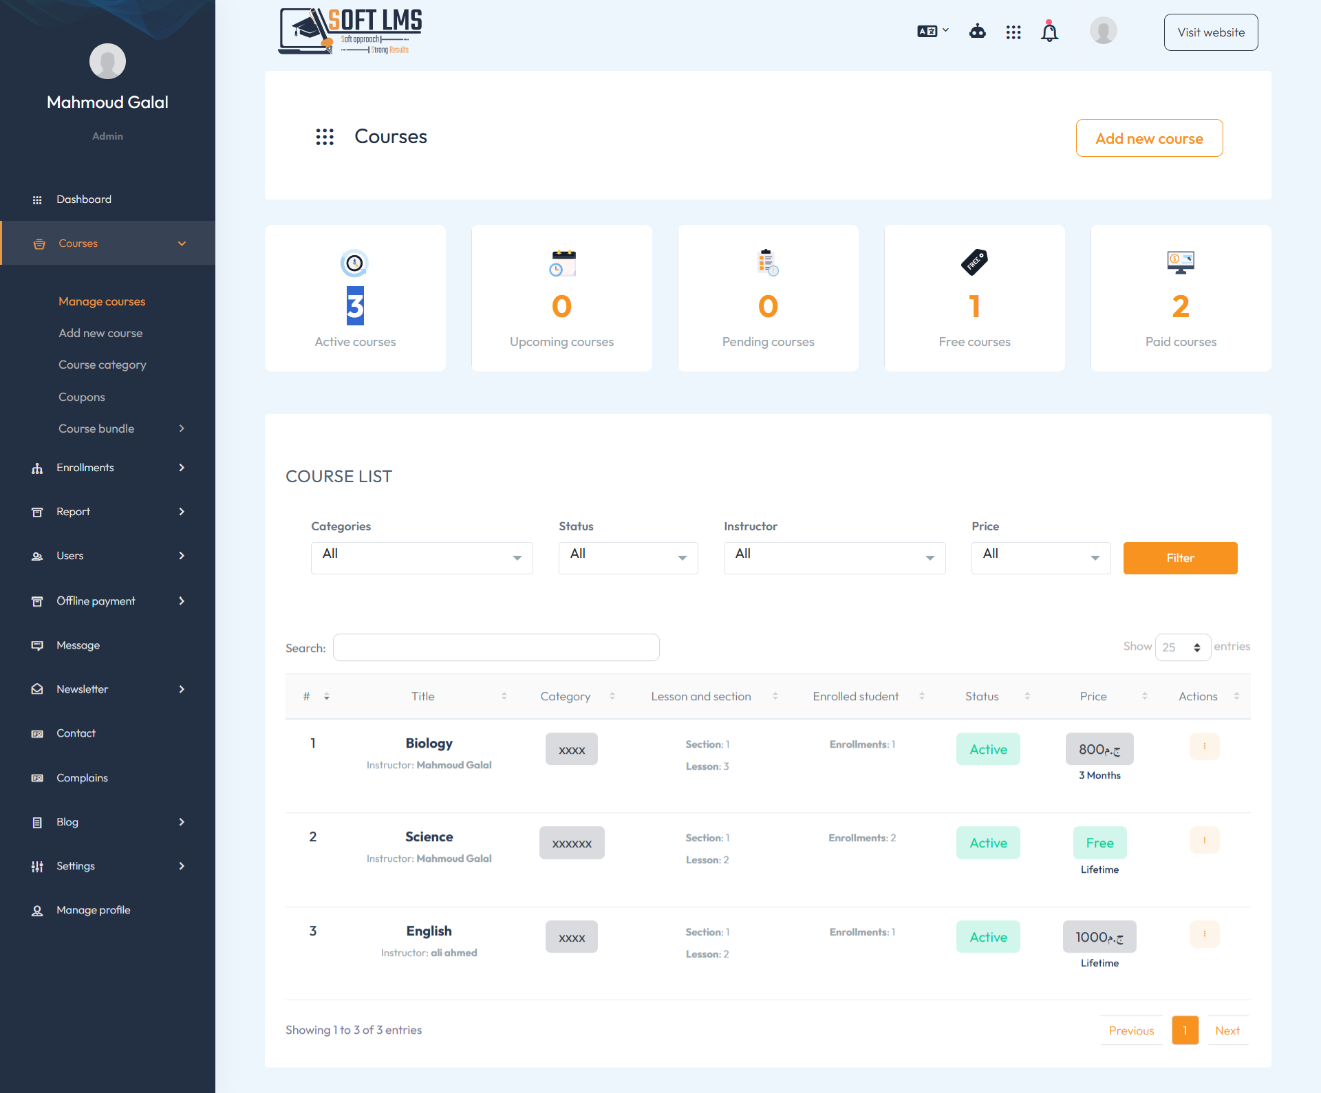 SOFT LMS
Soft approach
Strong Results
Visit website
Mahmoud Galal
Admin
Dashboard
Courses
Manage courses
Add new course
Course category
Coupons
Course bundle
Enrollments
Report
Users
Offline payment
Message
Newsletter
Contact
Complains
Blog
Settings
Manage profile
Courses
Add new course
3
Active courses
0
Upcoming courses
0
Pending courses
FREE
1
Free courses
2
Paid courses
COURSE LIST
Categories Status Instructor Price
All All All All Filter
Search: Show 25 entries
# Title Category Lesson and section Enrolled student Status Price Actions
1 Biology xxxx Section: 1 Enrollments: 1 Active 800ج.م
Instructor: Mahmoud Galal Lesson: 3 3 Months
2 Science xxxxxx Section: 1 Enrollments: 2 Active Free
Instructor: Mahmoud Galal Lesson: 2 Lifetime
3 English xxxx Section: 1 Enrollments: 1 Active 1000ج.م
Instructor: ali ahmed Lesson: 2 Lifetime
Showing 1 to 3 of 3 entries Previous 1 Next